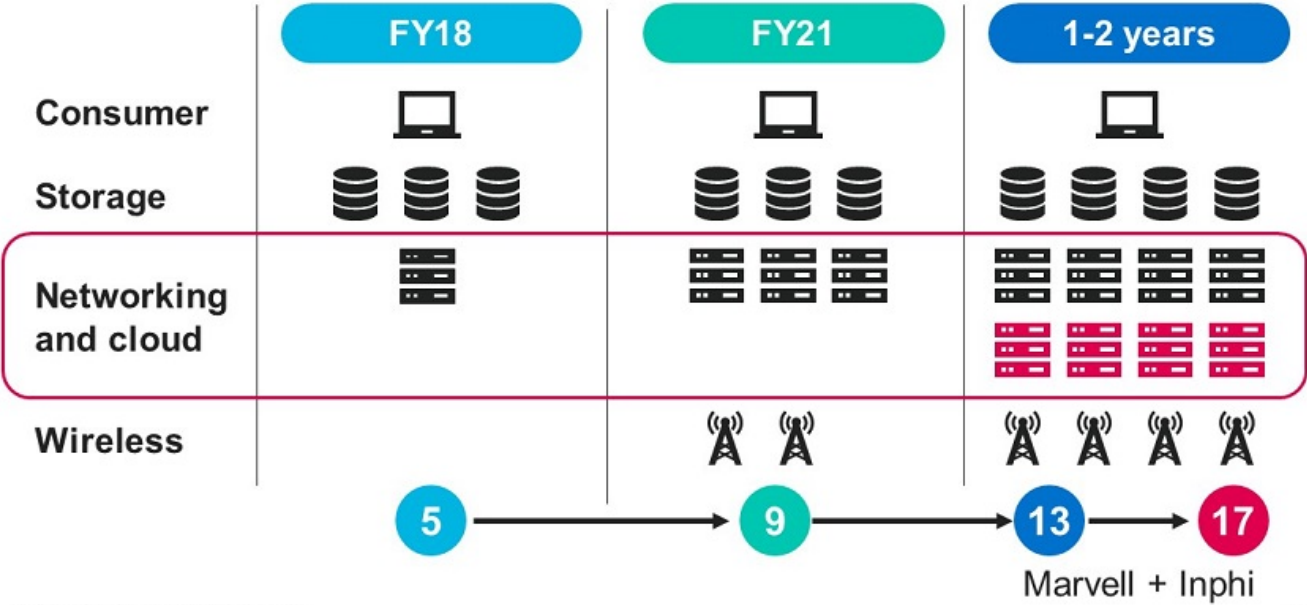 FY18
FY21
1-2 years
Consumer
Storage
Networking
and cloud
Wireless
5
9
13
17
Marvell + Inphi